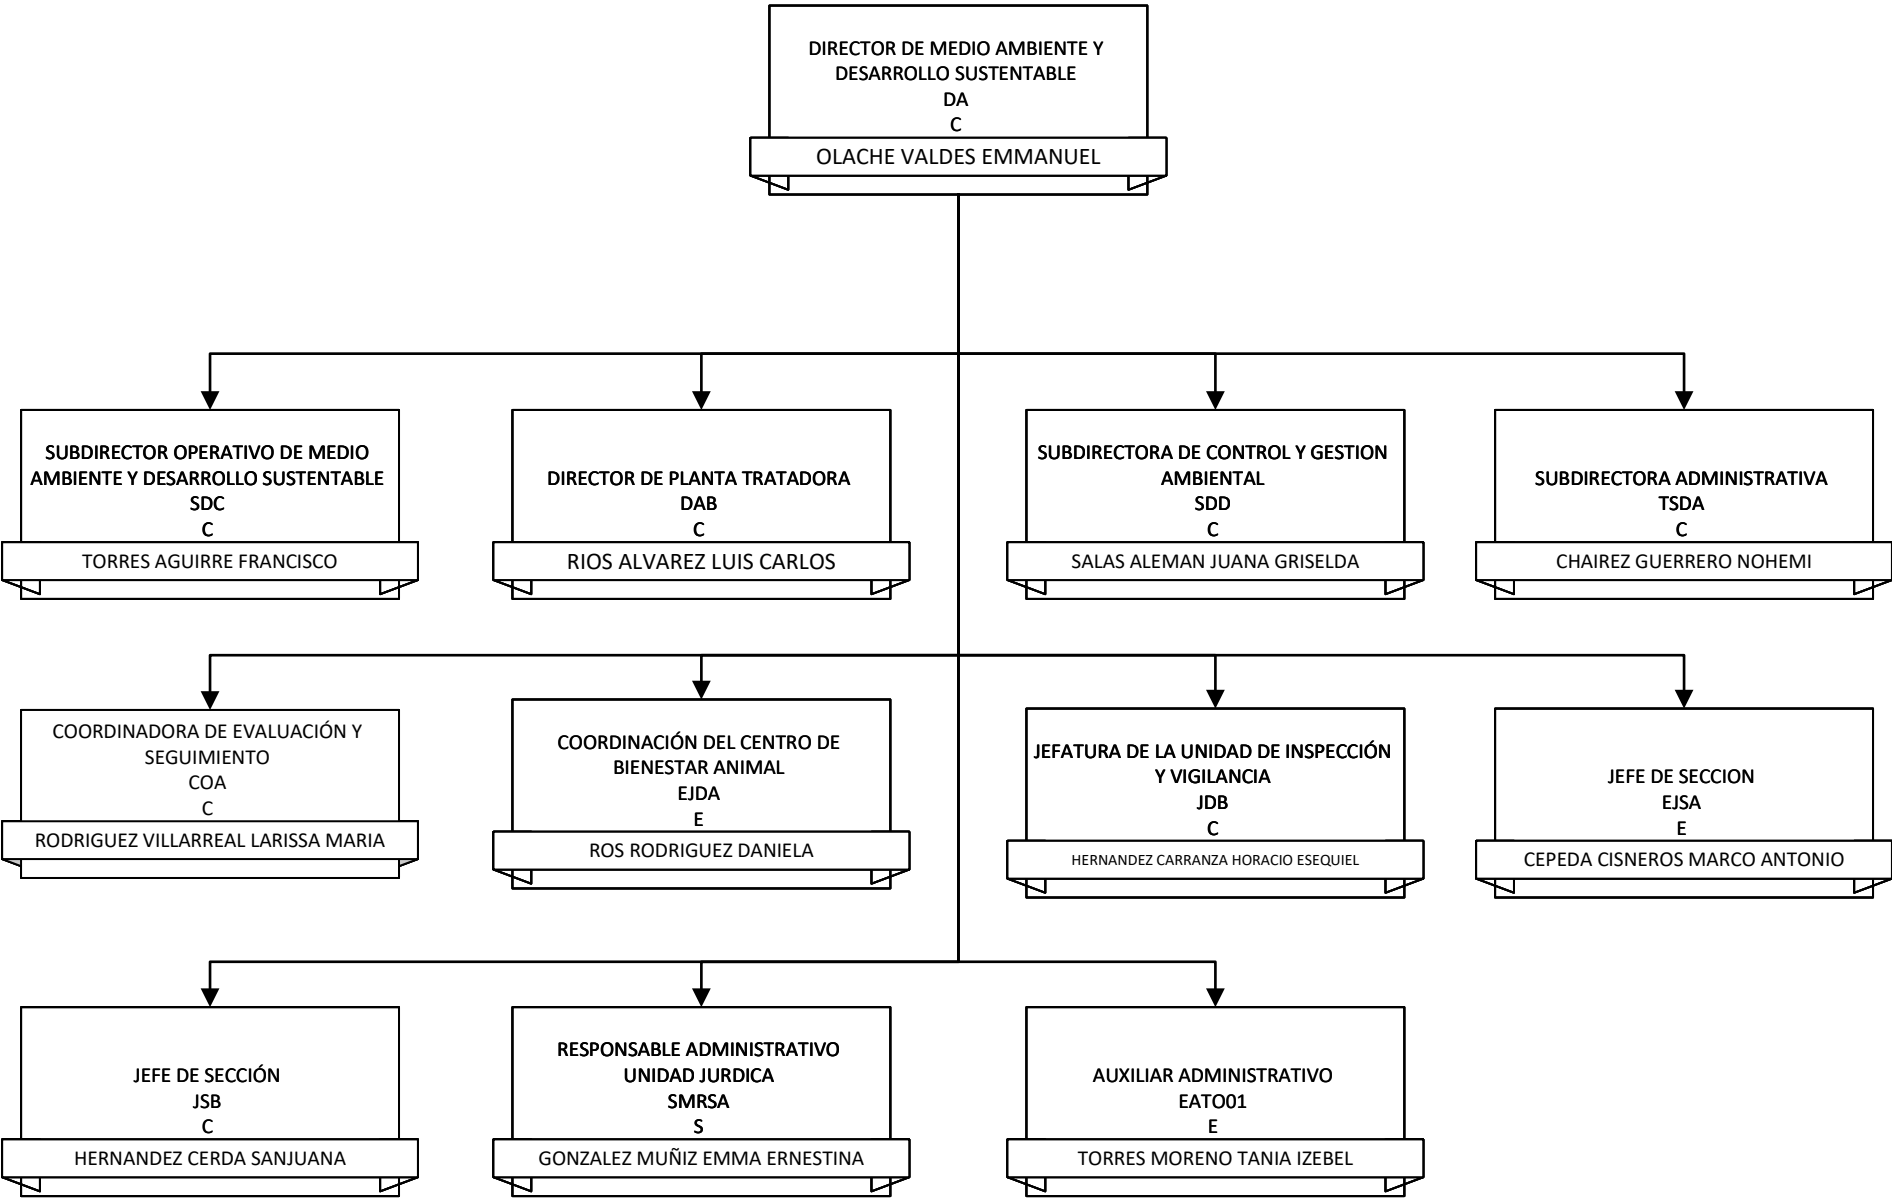 DIRECTOR DE MEDIO AMBIENTE Y
DESARROLLO SUSTENTABLE
DA
C
OLACHE VALDES EMMANUEL
SUBDIRECTOR OPERATIVO DE MEDIO
AMBIENTE Y DESARROLLO SUSTENTABLE
SDC
C
TORRES AGUIRRE FRANCISCO
DIRECTOR DE PLANTA TRATADORA
DAB
C
RIOS ALVAREZ LUIS CARLOS
SUBDIRECTORA DE CONTROL Y GESTION
AMBIENTAL
SDD
C
SALAS ALEMAN JUANA GRISELDA
SUBDIRECTORA ADMINISTRATIVA
TSDA
C
CHAIREZ GUERRERO NOHEMI
COORDINADORA DE EVALUACIÓN Y
SEGUIMIENTO
COA
C
RODRIGUEZ VILLARREAL LARISSA MARIA
COORDINACIÓN DEL CENTRO DE
BIENESTAR ANIMAL
EJDA
E
ROS RODRIGUEZ DANIELA
JEFATURA DE LA UNIDAD DE INSPECCIÓN
Y VIGILANCIA
JDB
C
HERNANDEZ CARRANZA HORACIO ESEQUIEL
JEFE DE SECCION
EJSA
E
CEPEDA CISNEROS MARCO ANTONIO
JEFE DE SECCIÓN
JSB
C
HERNANDEZ CERDA SANJUANA
RESPONSABLE ADMINISTRATIVO
UNIDAD JURDICA
SMRSA
S
GONZALEZ MUÑIZ EMMA ERNESTINA
AUXILIAR ADMINISTRATIVO
EATO01
E
TORRES MORENO TANIA IZEBEL